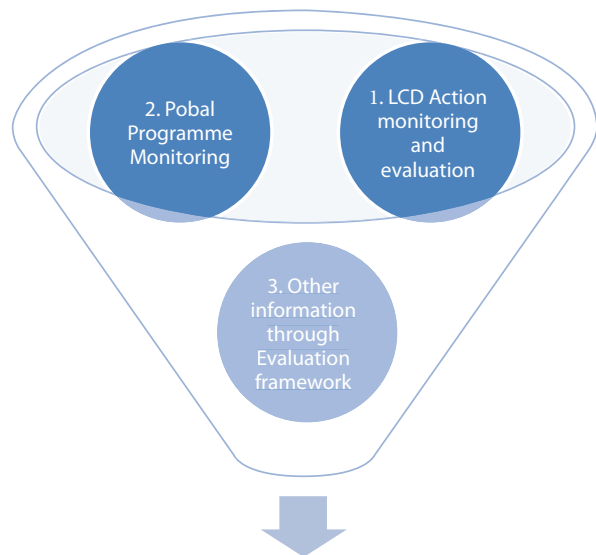 2. Pobal
Programme
Monitoring
1. LCD Action
monitoring
and
evaluation
3. Other
information
through
Evaluation
framework